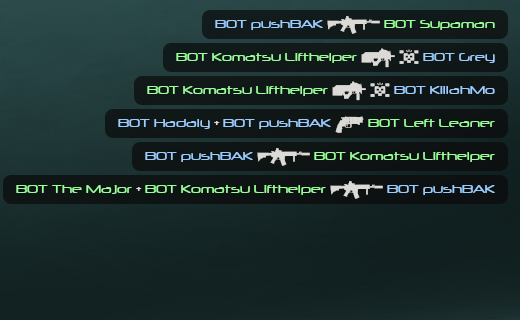 BOT pushBAK BOT Supaman
BOT Komatsu Lifthelper BOT Grey
BOT Komatsu Lifthelper BOT KillahMo
BOT Hadaly + BOT pushBAK BOT Left Leaner
BOT pushBAK BOT Komatsu Lifthelper
BOT The Major + BOT Komatsu Lifthelper BOT pushBAK